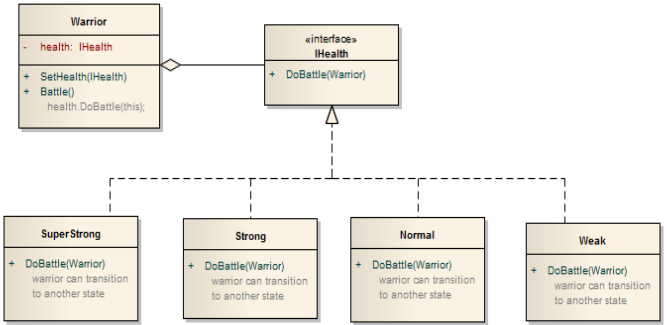 Warrior
- health: IHealth
+ SetHealth(IHealth)
+ Battle()
health.DoBattle(this);
«interface»
IHealth
+ DoBattle(Warrior)
SuperStrong
+ DoBattle(Warrior)
warrior can transition
to another state
Strong
+ DoBattle(Warrior)
warrior can transition
to another state
Normal
+ DoBattle(Warrior)
warrior can transition
to another state
Weak
+ DoBattle(Warrior)
warrior can transition
to another state